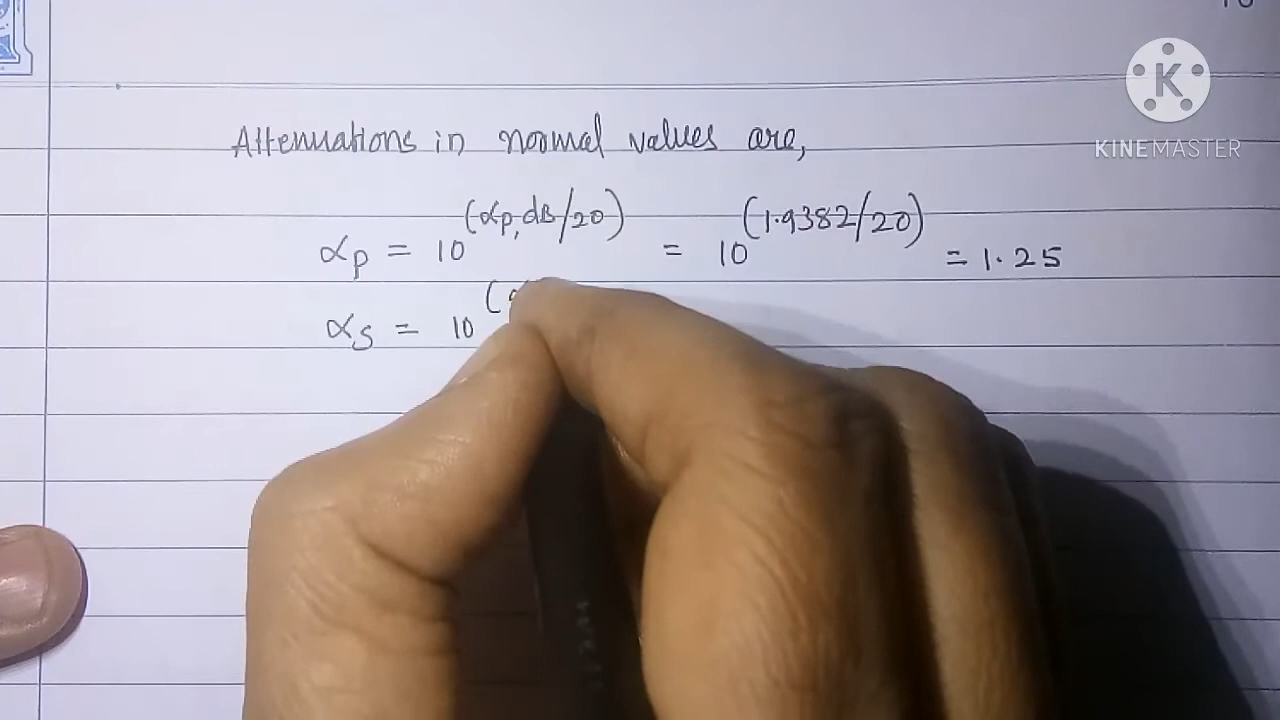 KINEMASTER
Attenuations in normal values are,
αp = 10^(αp,dB/20) = 10^(1.9382/20) = 1.25
αs = 10^(